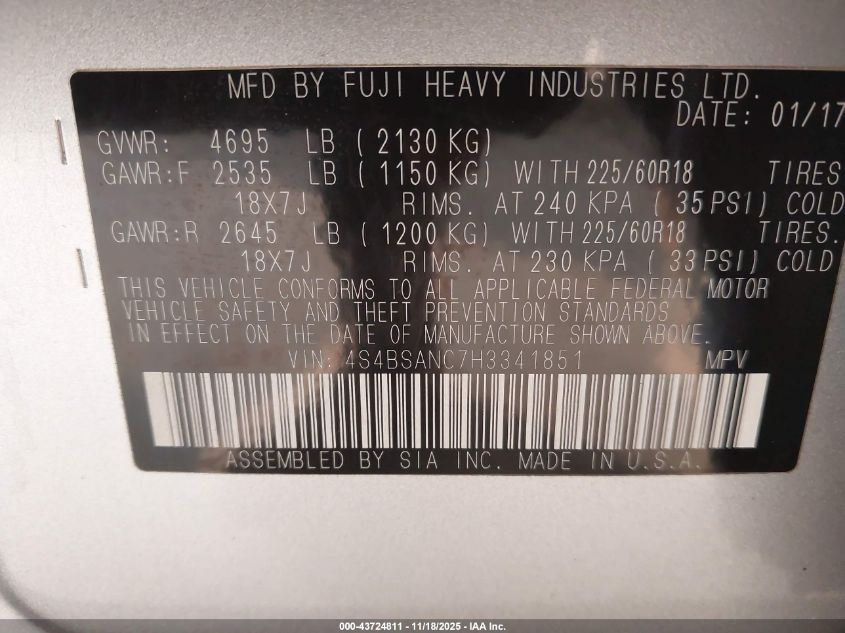 MFD BY FUJI HEAVY INDUSTRIES LTD.
DATE: 01/17
GVWR: 4695 LB ( 2130 KG)
GAWR:F 2535 LB ( 1150 KG) WITH 225/60R18 TIRES
18X7J RIMS. AT 240 KPA ( 35 PSI) COLD
GAWR:R 2645 LB ( 1200 KG) WITH 225/60R18 TIRES.
18X7J RIMS. AT 230 KPA ( 33 PSI) COLD
THIS VEHICLE CONFORMS TO ALL APPLICABLE FEDERAL MOTOR
VEHICLE SAFETY AND THEFT PREVENTION STANDARDS
IN EFFECT ON THE DATE OF MANUFACTURE SHOWN ABOVE.
VIN: 4S4BSANC7H3341851 MPV
ASSEMBLED BY SIA INC. MADE IN U.S.A.
000-43724811 - 11/18/2025 - IAA Inc.